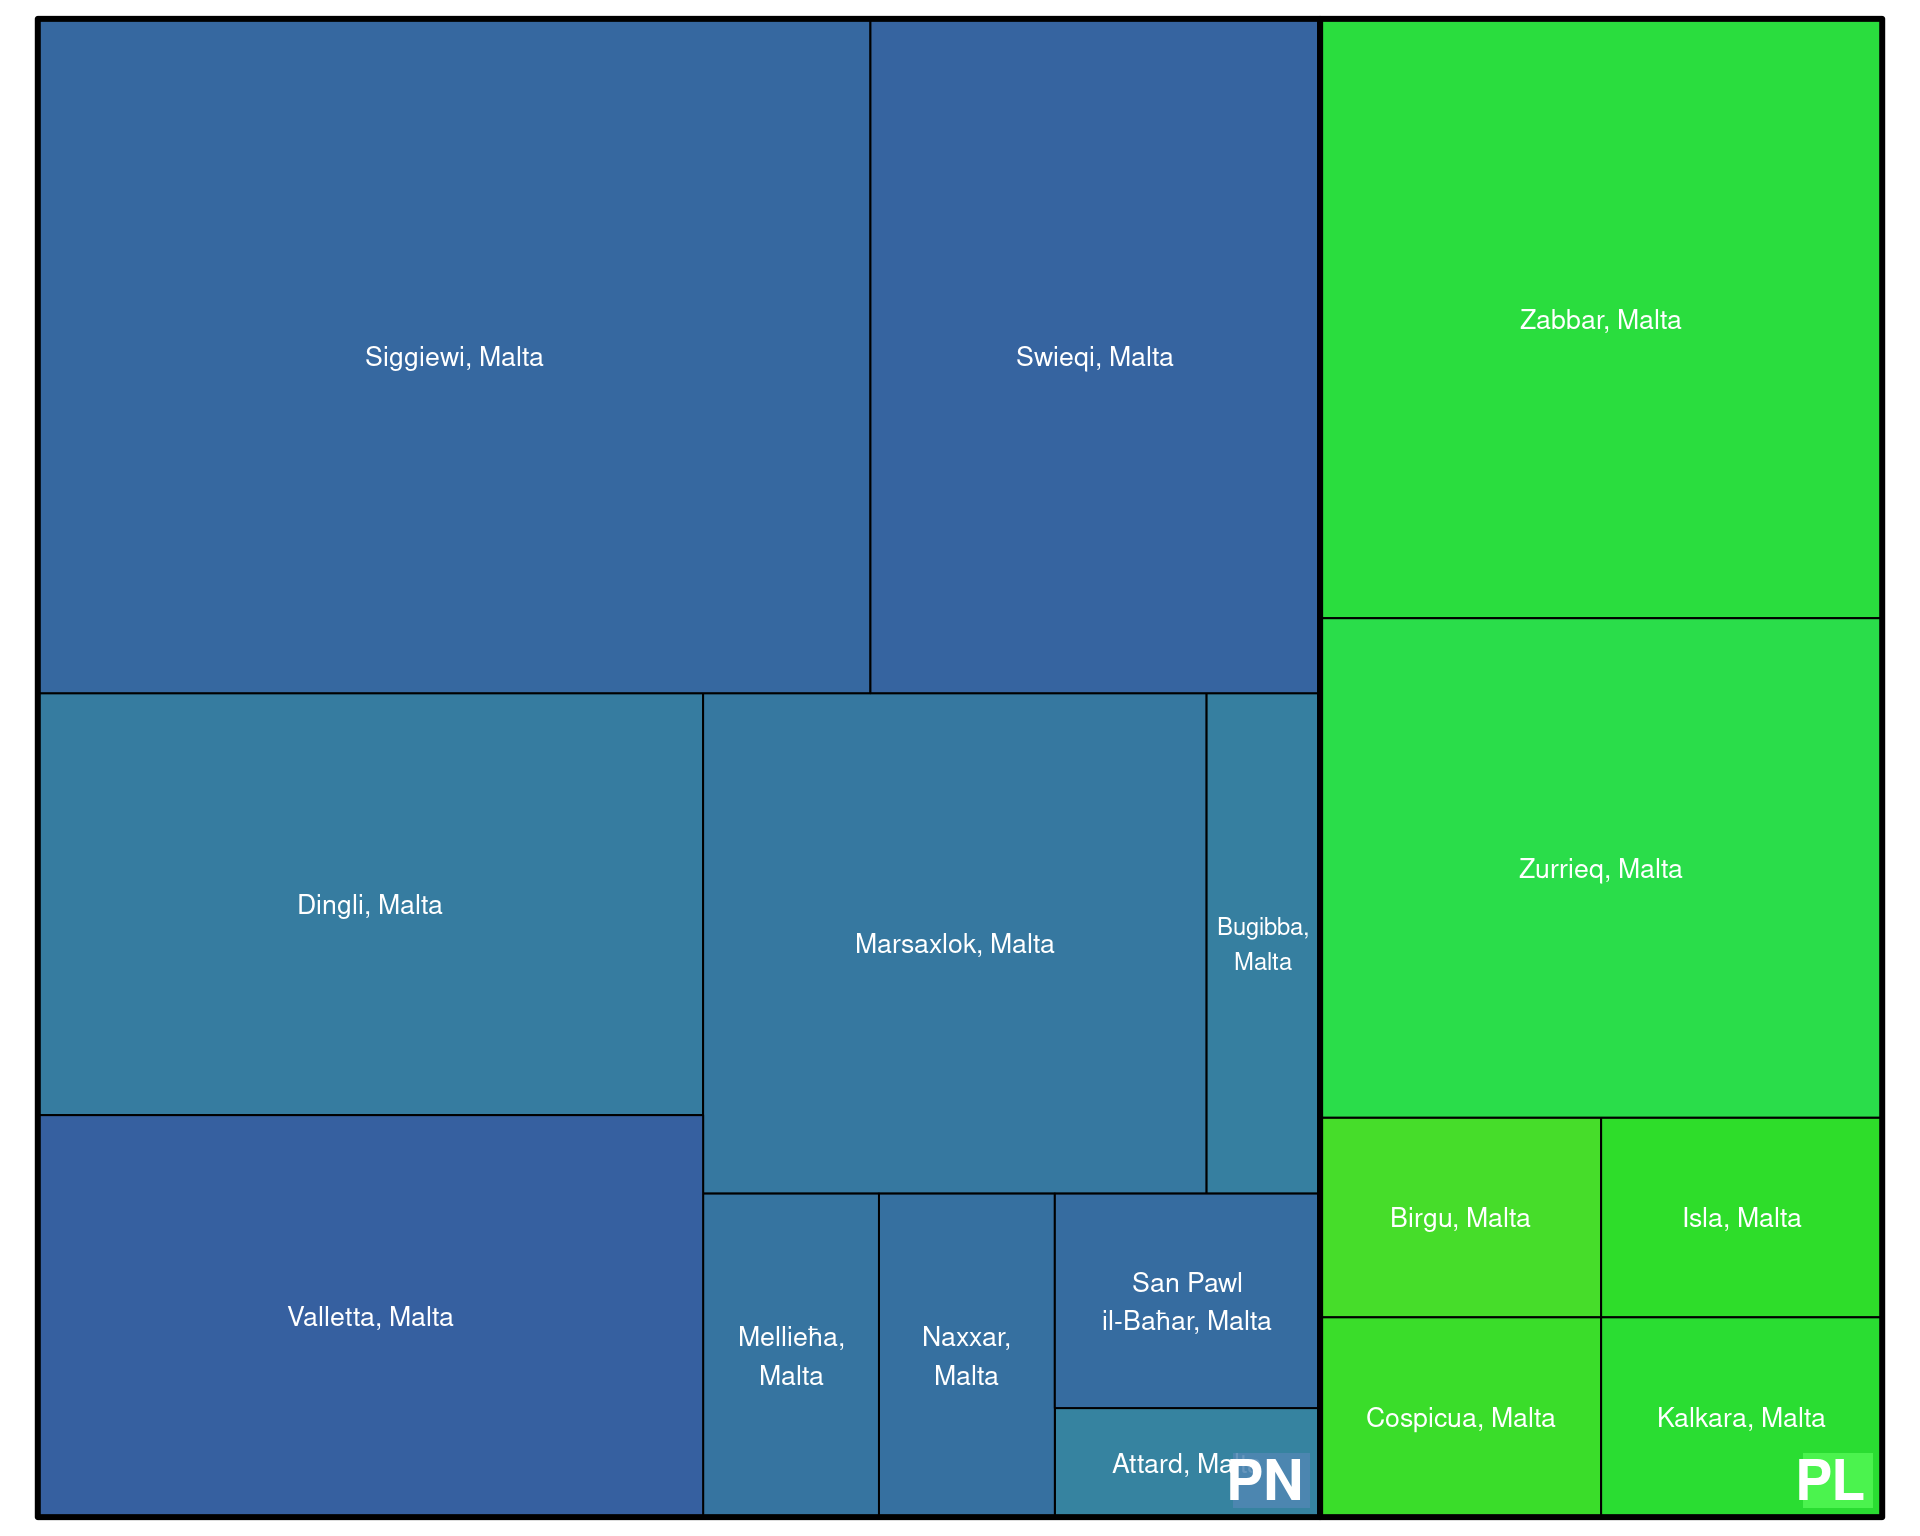 Siggiewi, Malta
Swieqi, Malta
Zabbar, Malta
Zurrieq, Malta
Dingli, Malta
Marsaxlok, Malta
Bugibba,
Malta
Valletta, Malta
Mellieħa,
Malta
Naxxar,
Malta
San Pawl
il-Baħar, Malta
Attard, Malta
PN
Birgu, Malta
Isla, Malta
Cospicua, Malta
Kalkara, Malta
PL